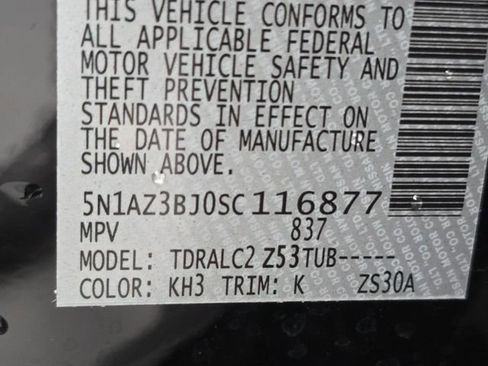 THIS VEHICLE CONFORMS TO
ALL APPLICABLE FEDERAL
MOTOR VEHICLE SAFETY AND
THEFT PREVENTION
STANDARDS IN EFFECT ON
THE DATE OF MANUFACTURE
SHOWN ABOVE.
5N1AZ3BJ0SC116877
MPV 837
MODEL: TDRALC2 Z53TUB-----
COLOR: KH3 TRIM: K ZS30A